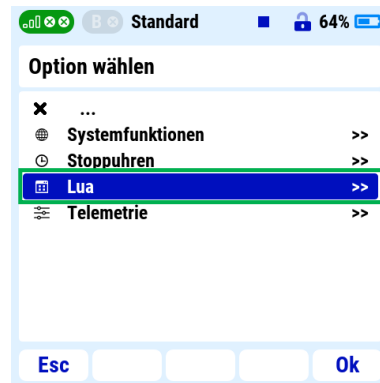 B Standard 64%
Option wählen
...
Systemfunktionen >>
Stoppuhren >>
Lua >>
Telemetrie >>
Esc Ok